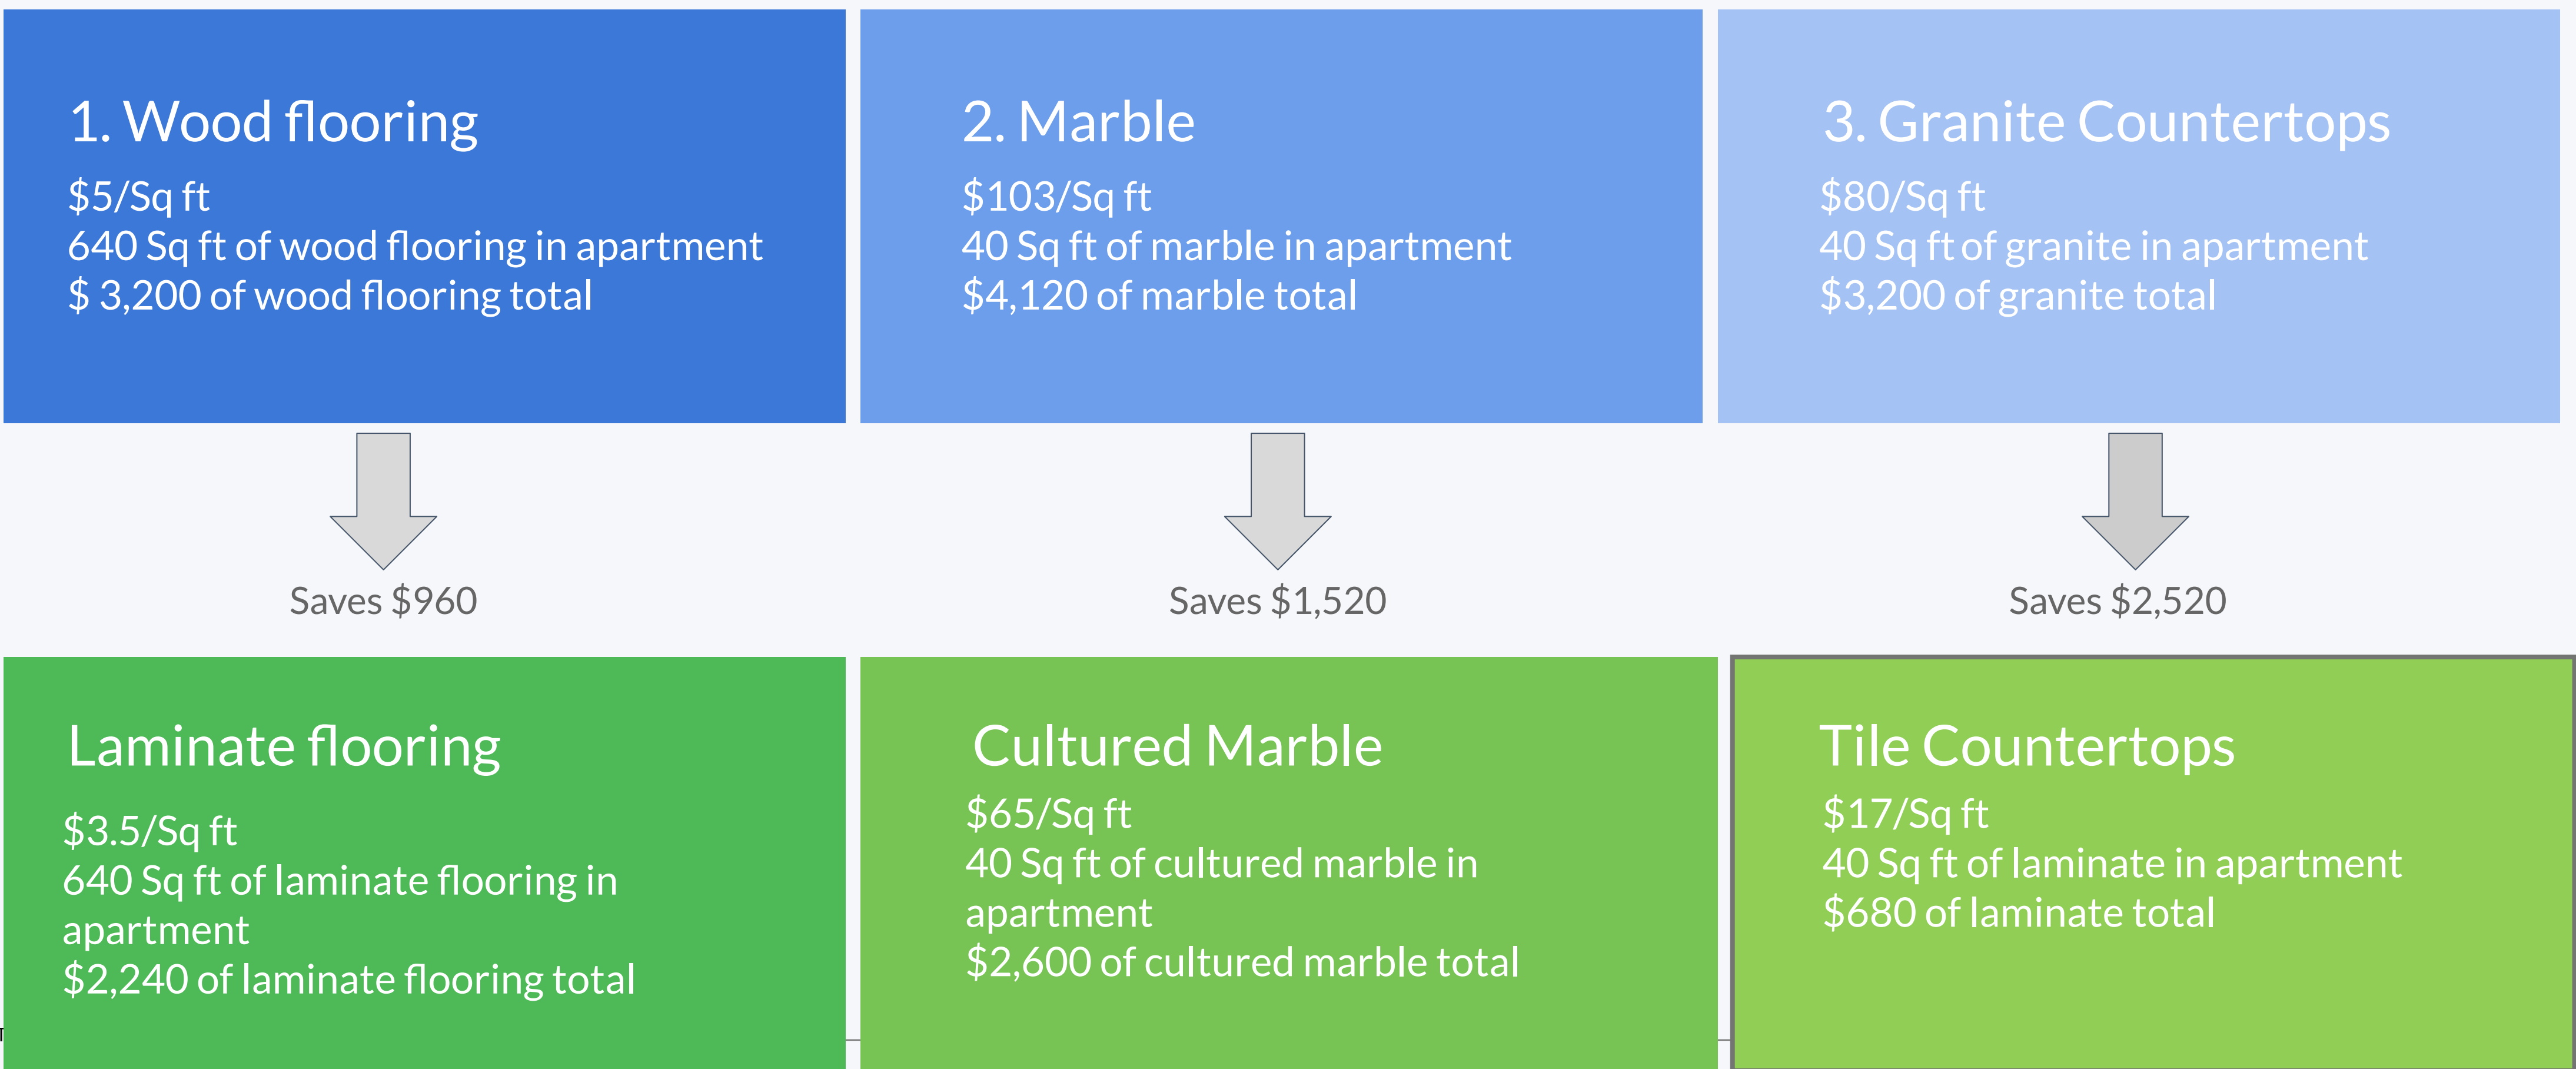 1. Wood flooring
$5/Sq ft
640 Sq ft of wood flooring in apartment
$ 3,200 of wood flooring total
2. Marble
$103/Sq ft
40 Sq ft of marble in apartment
$4,120 of marble total
3. Granite Countertops
$80/Sq ft
40 Sq ft of granite in apartment
$3,200 of granite total
Saves $960
Saves $1,520
Saves $2,520
Laminate flooring
$3.5/Sq ft
640 Sq ft of laminate flooring in
apartment
$2,240 of laminate flooring total
Cultured Marble
$65/Sq ft
40 Sq ft of cultured marble in
apartment
$2,600 of cultured marble total
Tile Countertops
$17/Sq ft
40 Sq ft of laminate in apartment
$680 of laminate total